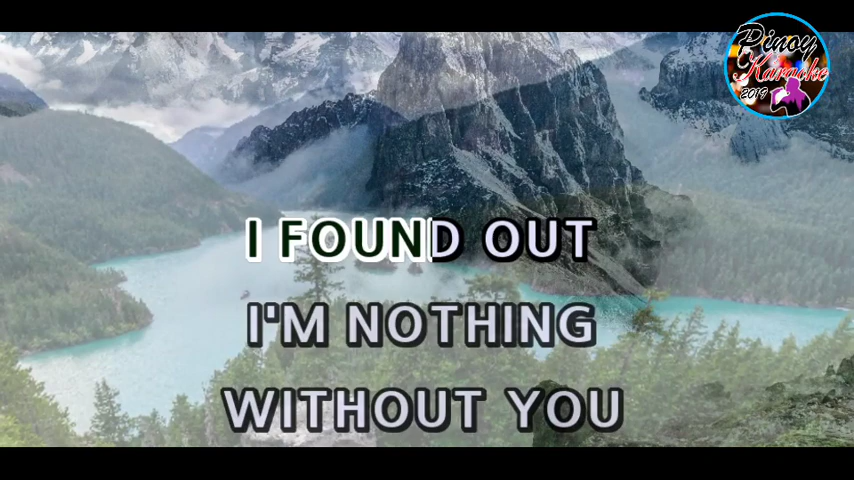 Pinoy
Karaoke
2019
I FOUND OUT
I'M NOTHING
WITHOUT YOU